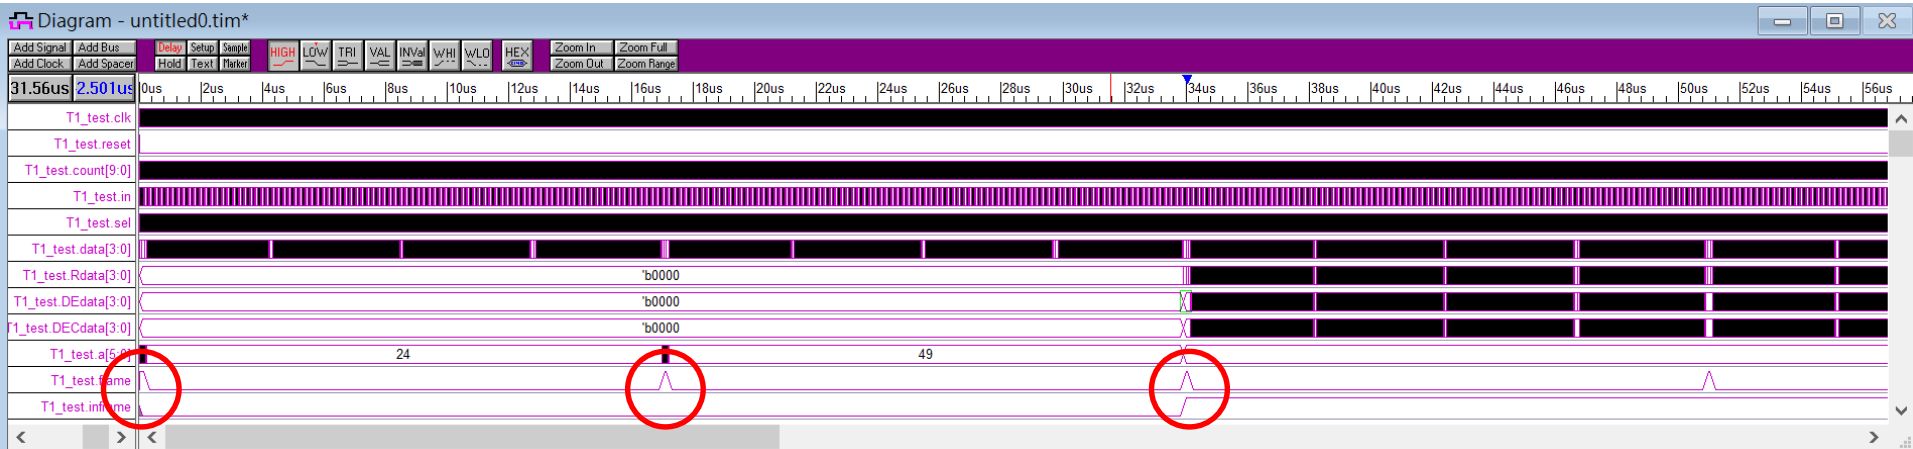 Diagram - untitled0.tim*
Add Signal Add Bus Delay Setup Sample HIGH LOW TRI VAL INVal WHI WLO HEX Zoom In Zoom Full
Add Clock Add Spacer Hold Text Marker Zoom Out Zoom Range
31.56us 2.501us 0us 2us 4us 6us 8us 10us 12us 14us 16us 18us 20us 22us 24us 26us 28us 30us 32us 34us 36us 38us 40us 42us 44us 46us 48us 50us 52us 54us 56us
T1_test.clk
T1_test.reset
T1_test.count[9:0]
T1_test.in
T1_test.sel
T1_test.data[3:0]
T1_test.Rdata[3:0] 'b0000
T1_test.DEdata[3:0] 'b0000
T1_test.DECdata[3:0] 'b0000
T1_test.a[5:0] 24 49
T1_test.frame
T1_test.inframe